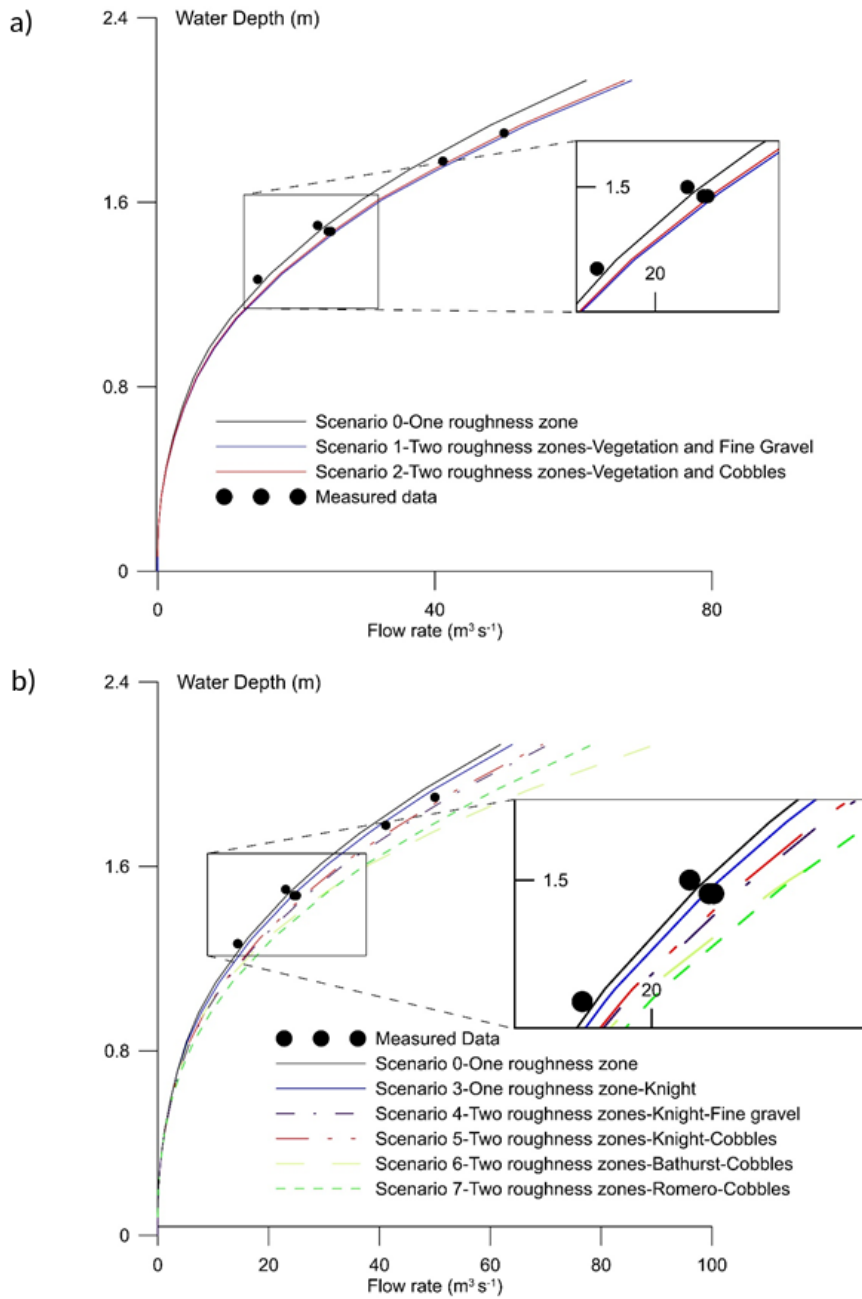 a)
2.4
Water Depth (m)
1.6
1.5
20
0.8
Scenario 0-One roughness zone
Scenario 1-Two roughness zones-Vegetation and Fine Gravel
Scenario 2-Two roughness zones-Vegetation and Cobbles
Measured data
0
0
40
80
Flow rate (m³ s⁻¹)
b)
2.4
Water Depth (m)
1.6
1.5
20
Measured Data
0.8
Scenario 0-One roughness zone
Scenario 3-One roughness zone-Knight
Scenario 4-Two roughness zones-Knight-Fine gravel
Scenario 5-Two roughness zones-Knight-Cobbles
Scenario 6-Two roughness zones-Bathurst-Cobbles
Scenario 7-Two roughness zones-Romero-Cobbles
0
0
20
40
60
80
100
Flow rate (m³ s⁻¹)